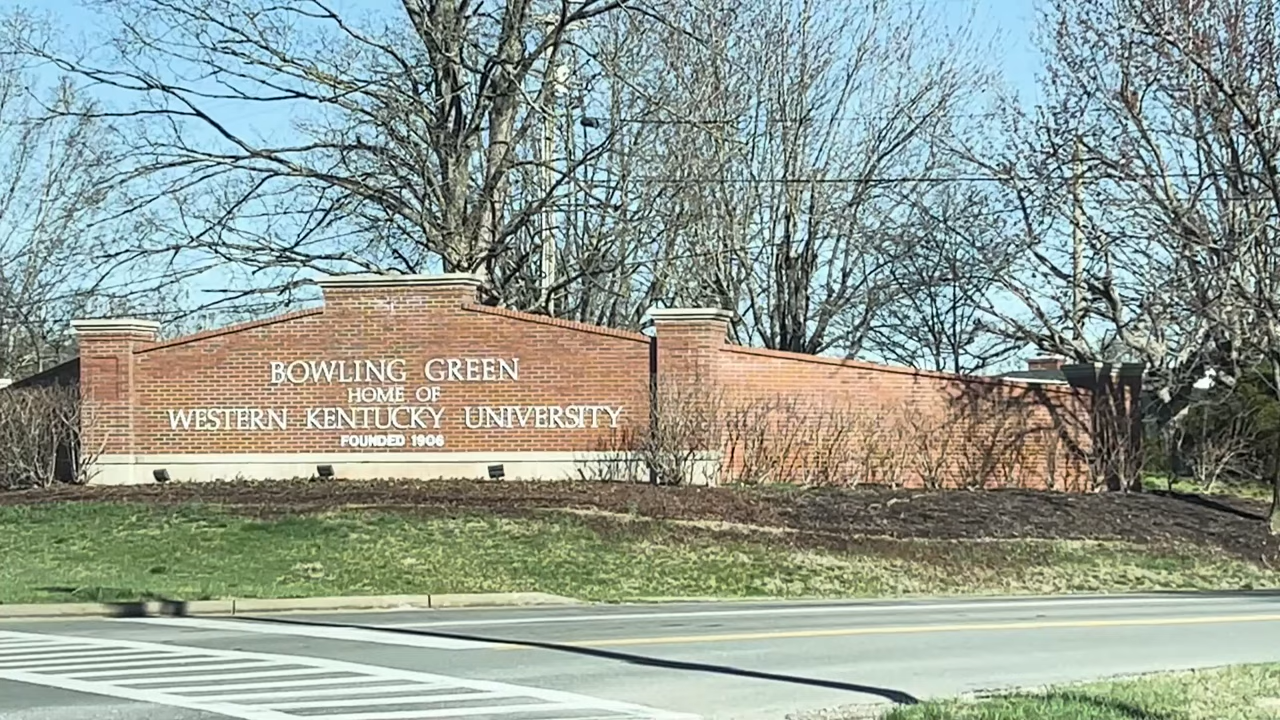 BOWLING GREEN
HOME OF
WESTERN KENTUCKY UNIVERSITY
FOUNDED 1906